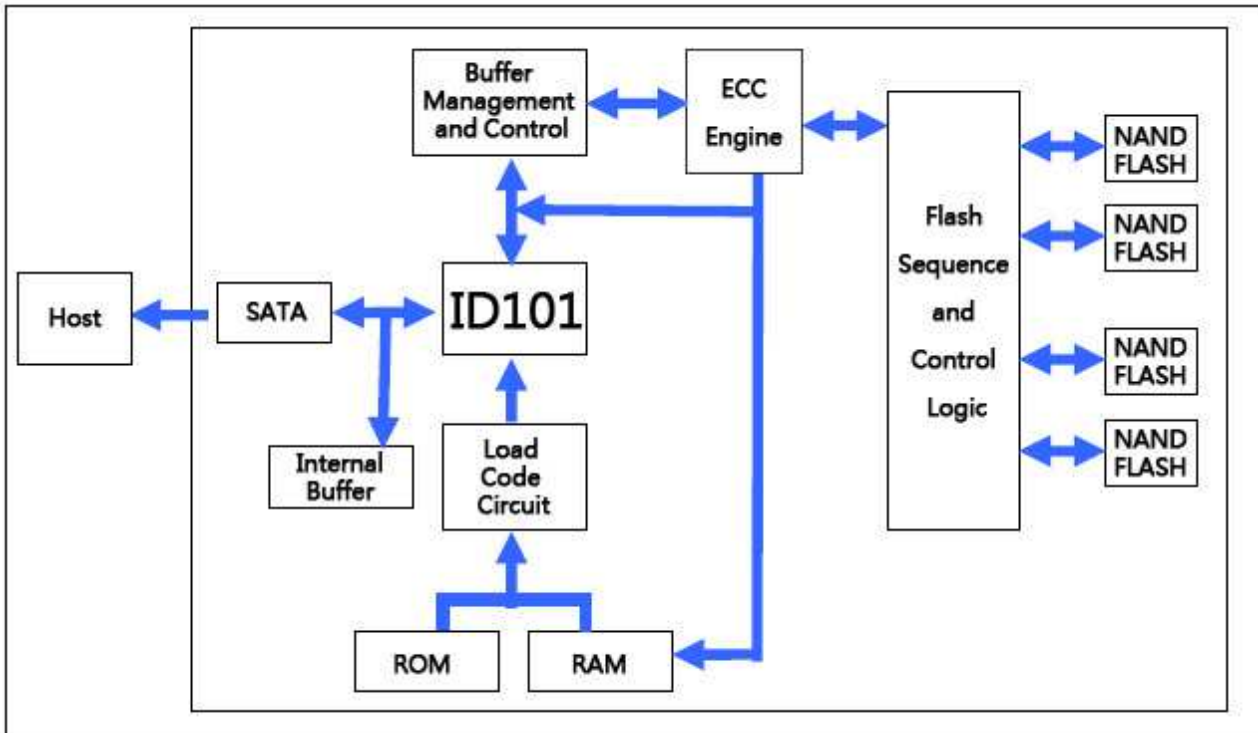 Buffer
Management
and Control
ECC
Engine
NAND
FLASH
NAND
FLASH
Flash
Sequence
and
Control
Logic
Host
SATA
ID101
NAND
FLASH
NAND
FLASH
Internal
Buffer
Load
Code
Circuit
ROM
RAM